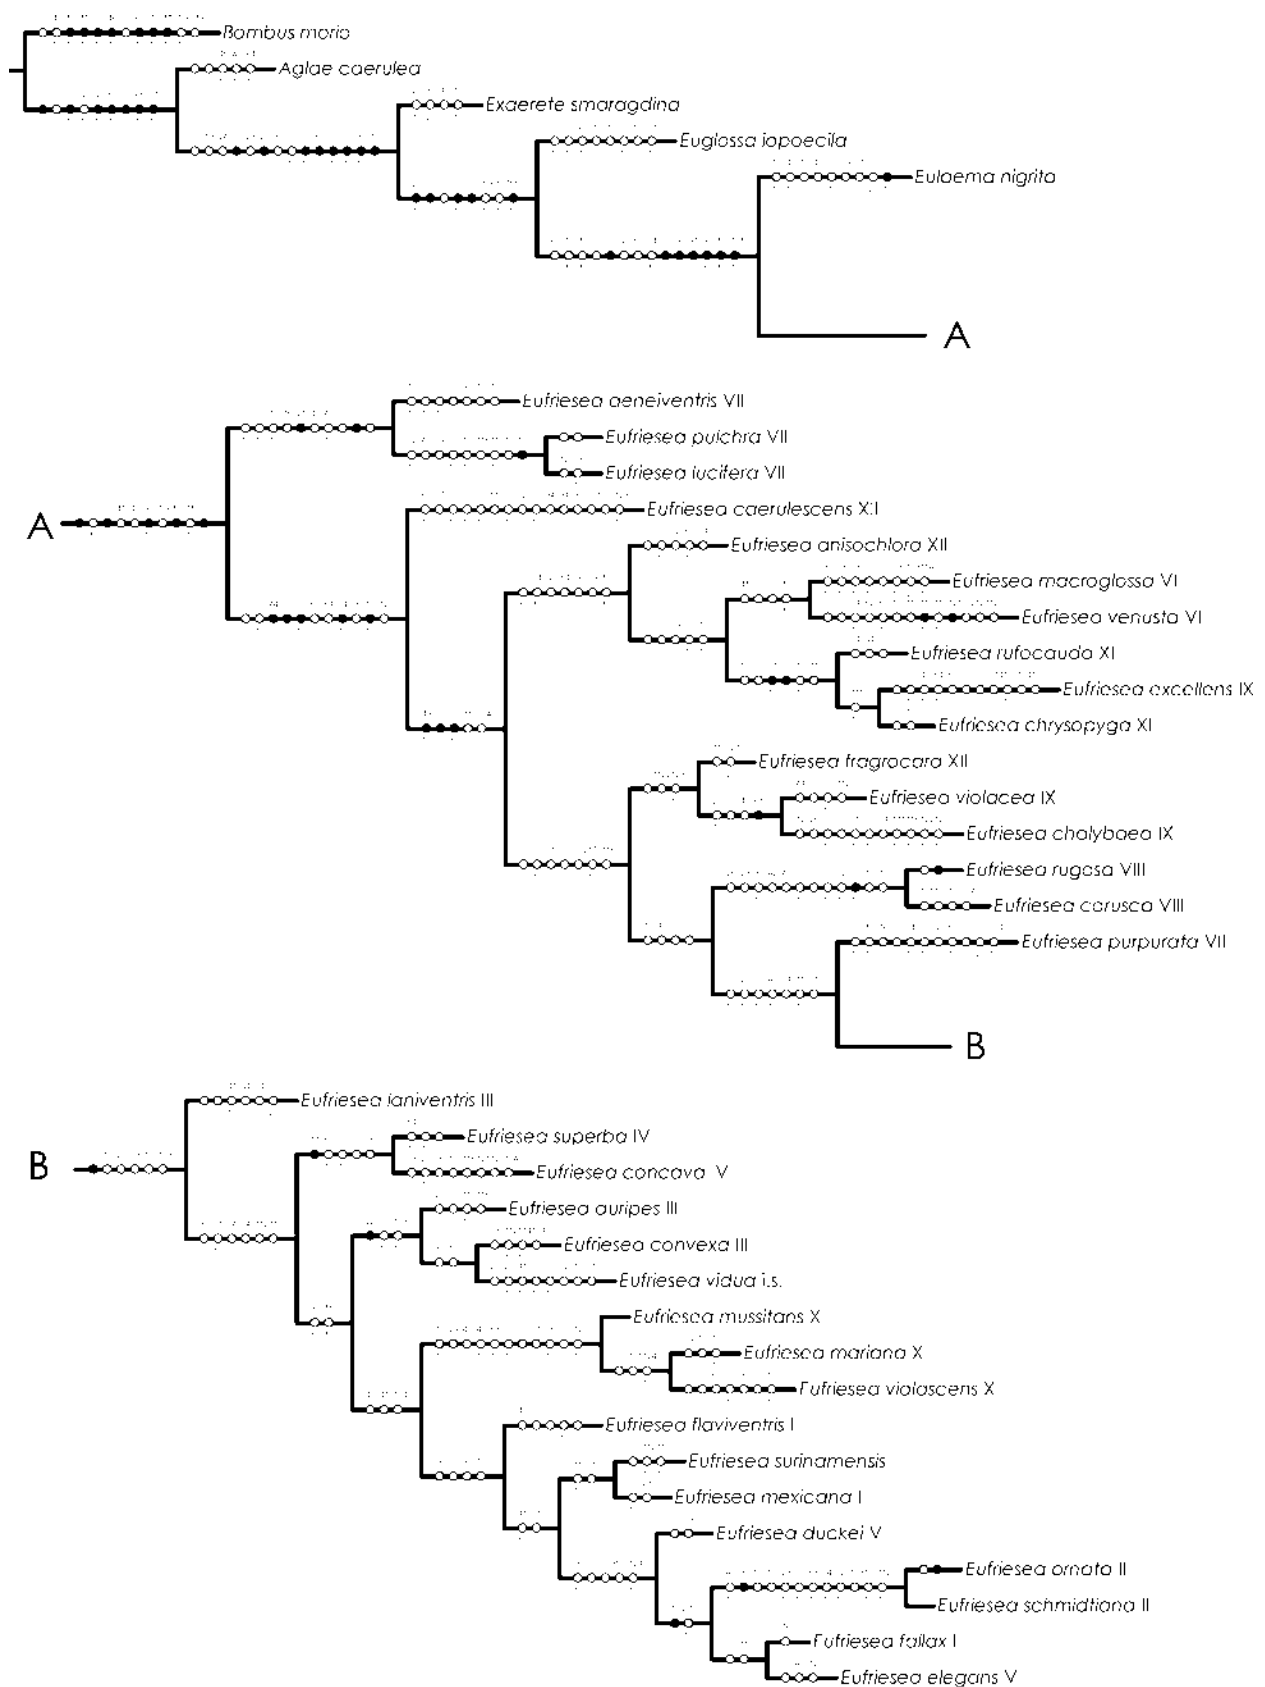 Bombus morio
Aglae caerulea
Exaerete smaragdina
Euglossa iopoecila
Eulaema nigrita
A
Eufriesea aeneiventris VII
Eufriesea pulchra VII
Eufriesea lucifera VII
A
Eufriesea caerulescens XII
Eufriesea anisochlora XII
Eufriesea macroglossa VI
Eufriesea venusta VI
Eufriesea rufocauda XI
Eufriesea excellens IX
Eufriesea chrysopyga XI
Eufriesea fragrocara XII
Eufriesea violacea IX
Eufriesea chalybaea IX
Eufriesea rugosa VIII
Eufriesea corusca VIII
Eufriesea purpurata VII
B
Eufriesea laniventris III
Eufriesea superba IV
B
Eufriesea concava V
Eufriesea auripes III
Eufriesea convexa III
Eufriesea vidua i.s.
Eufriesea mussitans X
Eufriesea mariana X
Eufriesea violascens X
Eufriesea flaviventris I
Eufriesea surinamensis
Eufriesea mexicana I
Eufriesea duckei V
Eufriesea ornata II
Eufriesea schmidtiana II
Eufriesea fallax I
Eufriesea elegans V